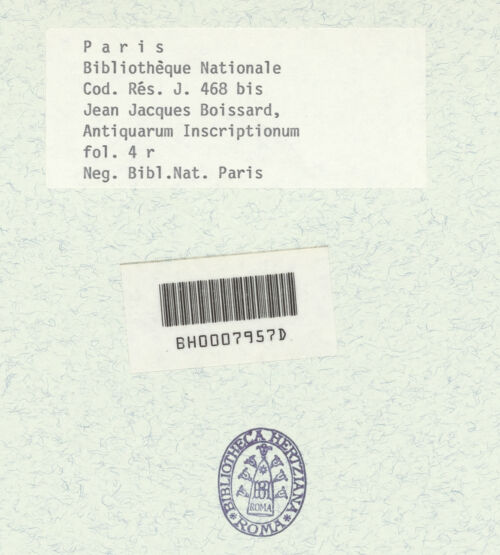 P a r i s
Bibliothèque Nationale
Cod. Rés. J. 468 bis
Jean Jacques Boissard,
Antiquarum Inscriptionum
fol. 4 r
Neg. Bibl.Nat. Paris
BH0007957D
*BIBLIOTHECA HERTZIANA*
ROMA
ROMA